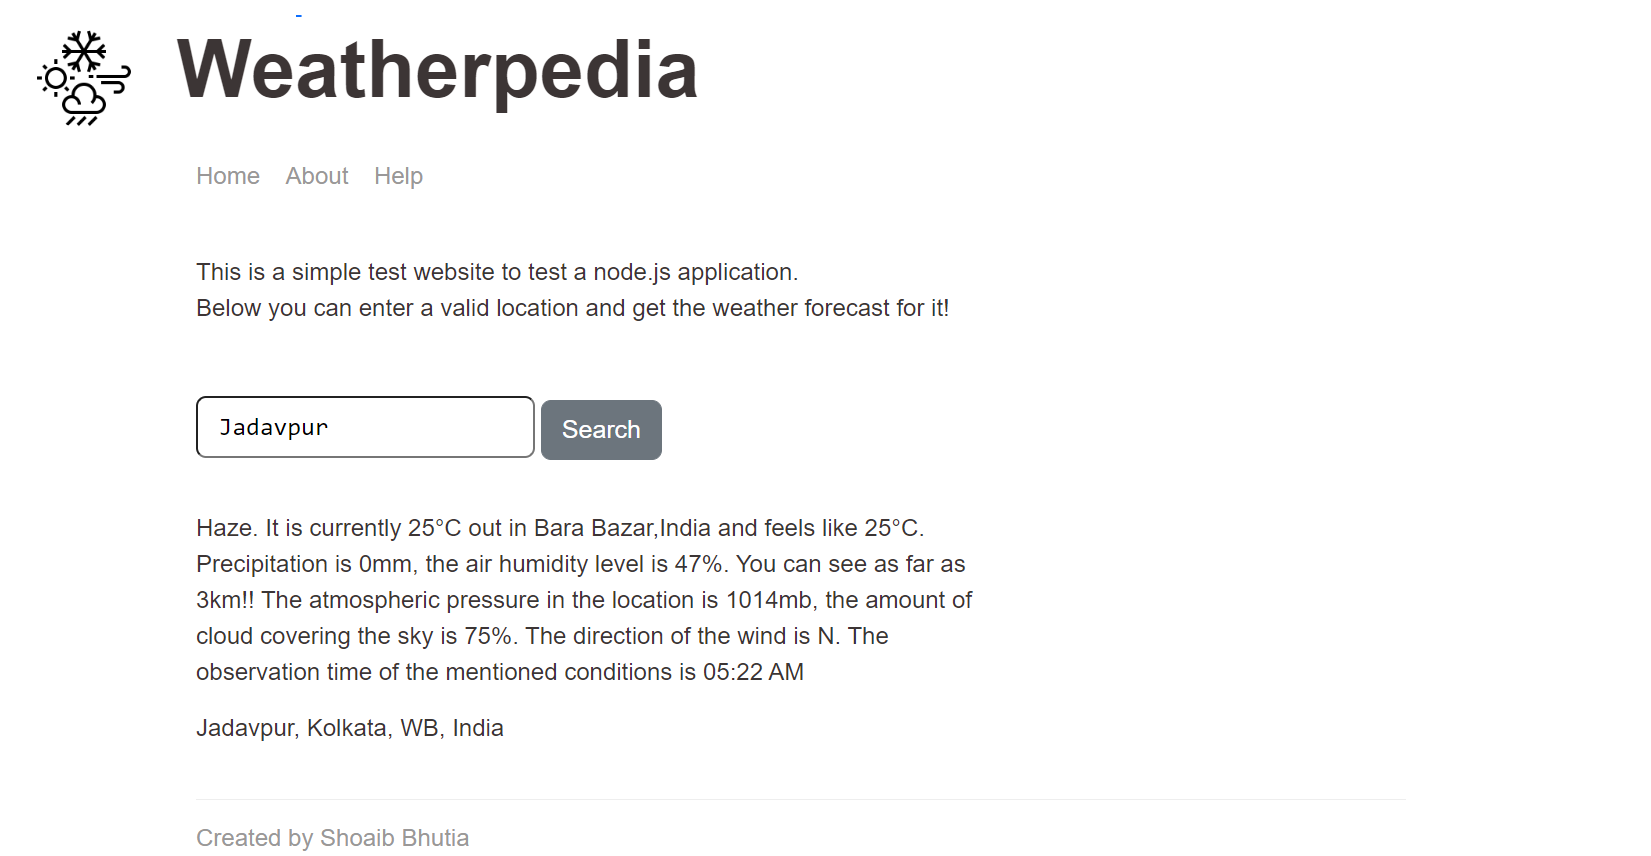 Weatherpedia
Home About Help
This is a simple test website to test a node.js application.
Below you can enter a valid location and get the weather forecast for it!
Jadavpur Search
Haze. It is currently 25°C out in Bara Bazar,India and feels like 25°C.
Precipitation is 0mm, the air humidity level is 47%. You can see as far as
3km!! The atmospheric pressure in the location is 1014mb, the amount of
cloud covering the sky is 75%. The direction of the wind is N. The
observation time of the mentioned conditions is 05:22 AM
Jadavpur, Kolkata, WB, India
Created by Shoaib Bhutia